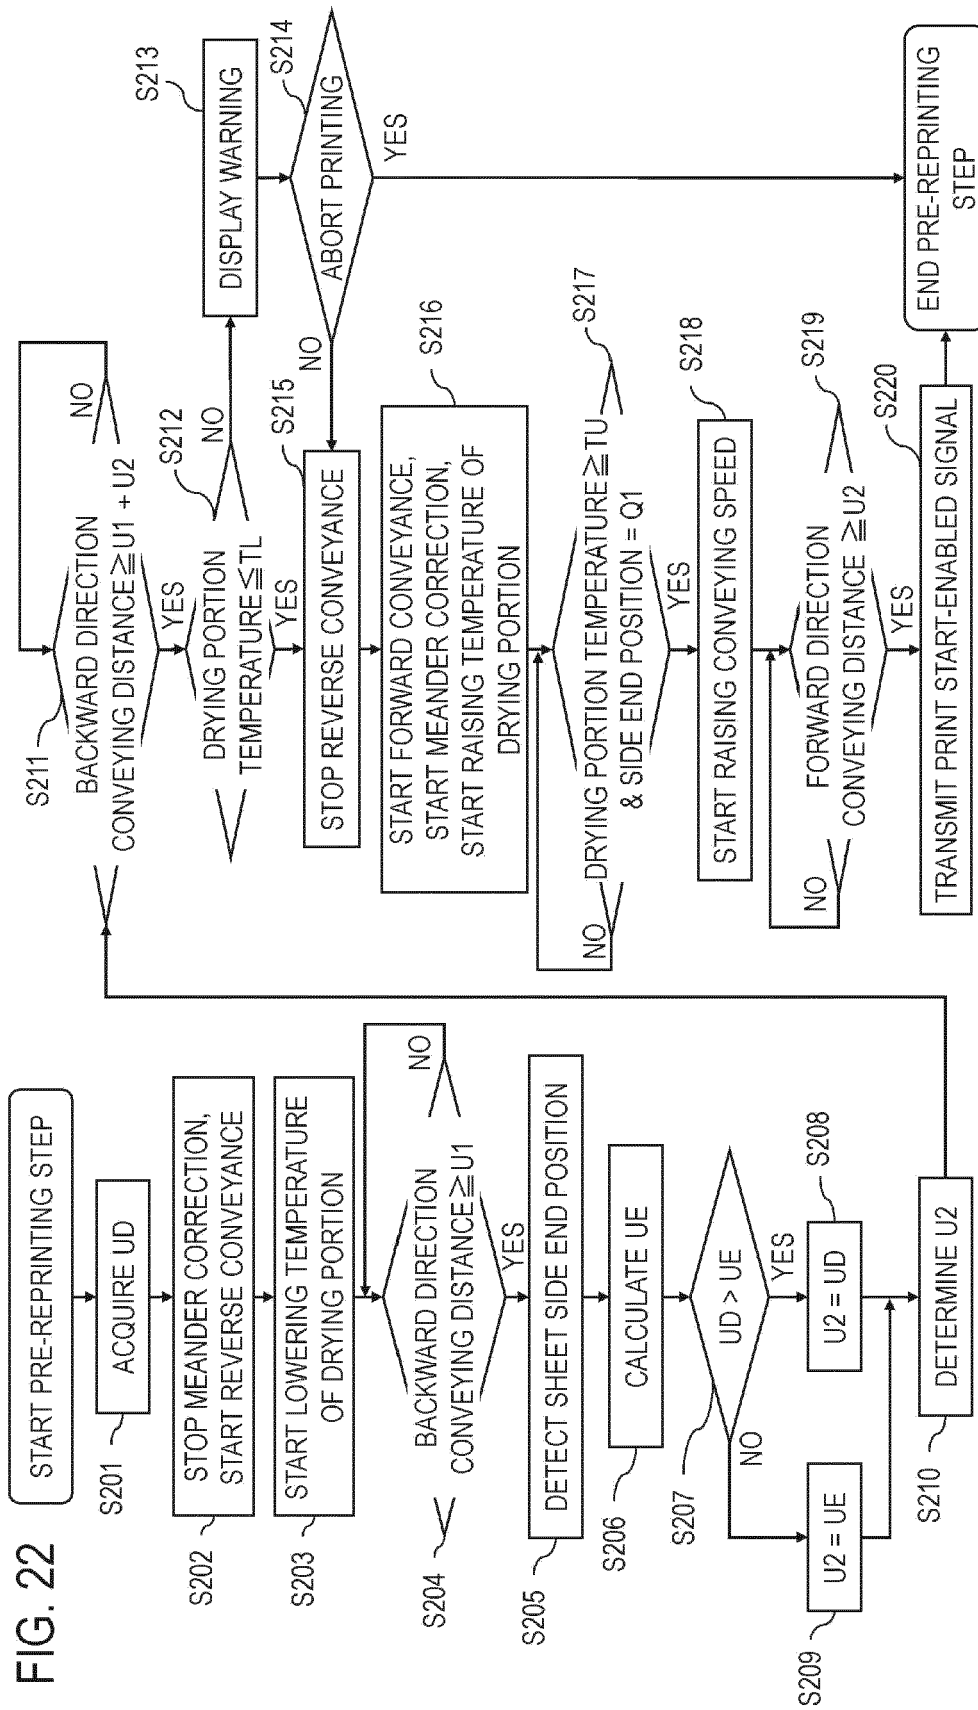 FIG. 22
START PRE-REPRINTING STEP
ACQUIRE UD
S201
STOP MEANDER CORRECTION,
START REVERSE CONVEYANCE
S202
START LOWERING TEMPERATURE
OF DRYING PORTION
S203
BACKWARD DIRECTION
CONVEYING DISTANCE≧U1
NO
S204
YES
DETECT SHEET SIDE END POSITION
S205
CALCULATE UE
S206
UD > UE
S207
NO
YES
U2 = UE
S209
U2 = UD
S208
DETERMINE U2
S210
S211
BACKWARD DIRECTION
CONVEYING DISTANCE≧U1 + U2
NO
YES
DRYING PORTION
TEMPERATURE≦TL
S212
NO
YES
DISPLAY WARNING
S213
ABORT PRINTING
S214
NO
YES
STOP REVERSE CONVEYANCE
S215
START FORWARD CONVEYANCE,
START MEANDER CORRECTION,
START RAISING TEMPERATURE OF
DRYING PORTION
S216
NO
DRYING PORTION TEMPERATURE≧TU
& SIDE END POSITION = Q1
S217
YES
START RAISING CONVEYING SPEED
S218
NO
FORWARD DIRECTION
CONVEYING DISTANCE ≧U2
S219
YES
TRANSMIT PRINT START-ENABLED SIGNAL
S220
END PRE-REPRINTING
STEP